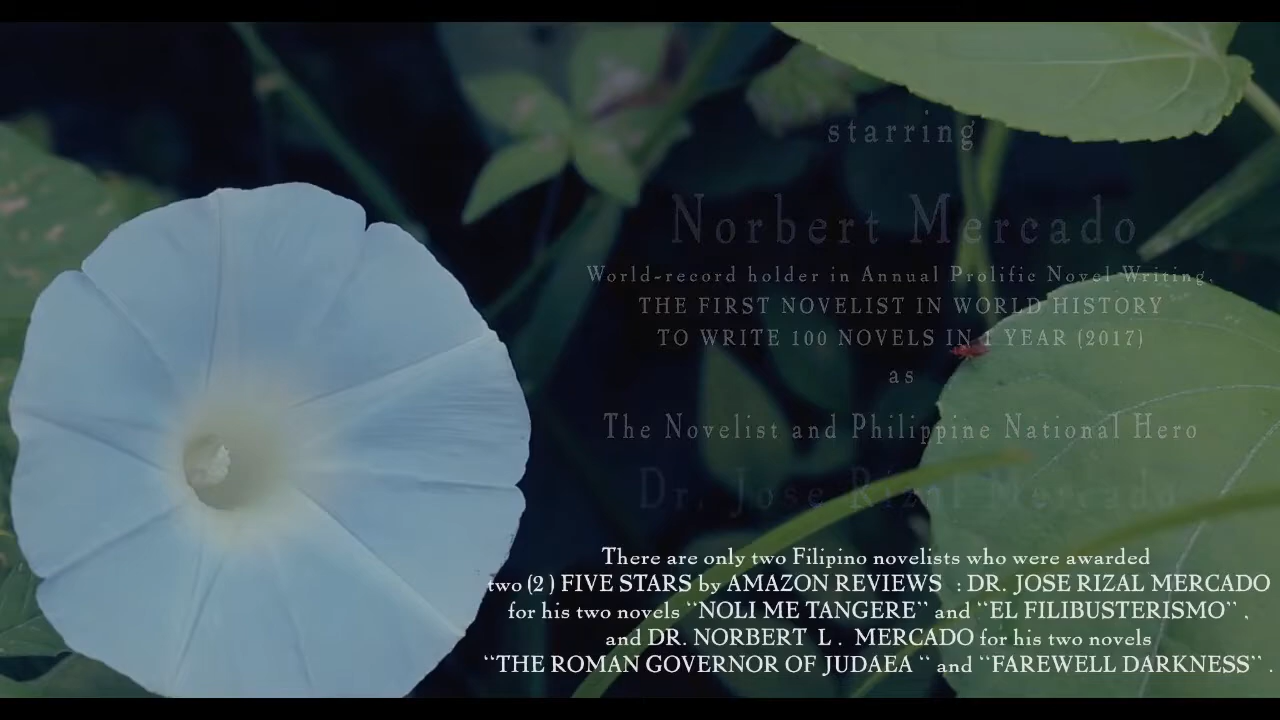 starring
Norbert Mercado
World-record holder in Annual Prolific Novel Writing.
THE FIRST NOVELIST IN WORLD HISTORY
TO WRITE 100 NOVELS IN 1 YEAR (2017)
as
The Novelist and Philippine National Hero
Dr. Jose Rizal Mercado
There are only two Filipino novelists who were awarded
two (2 ) FIVE STARS by AMAZON REVIEWS : DR. JOSE RIZAL MERCADO
for his two novels ``NOLI ME TANGERE`` and ``EL FILIBUSTERISMO`` ,
and DR. NORBERT L . MERCADO for his two novels
``THE ROMAN GOVERNOR OF JUDAEA `` and ``FAREWELL DARKNESS`` .